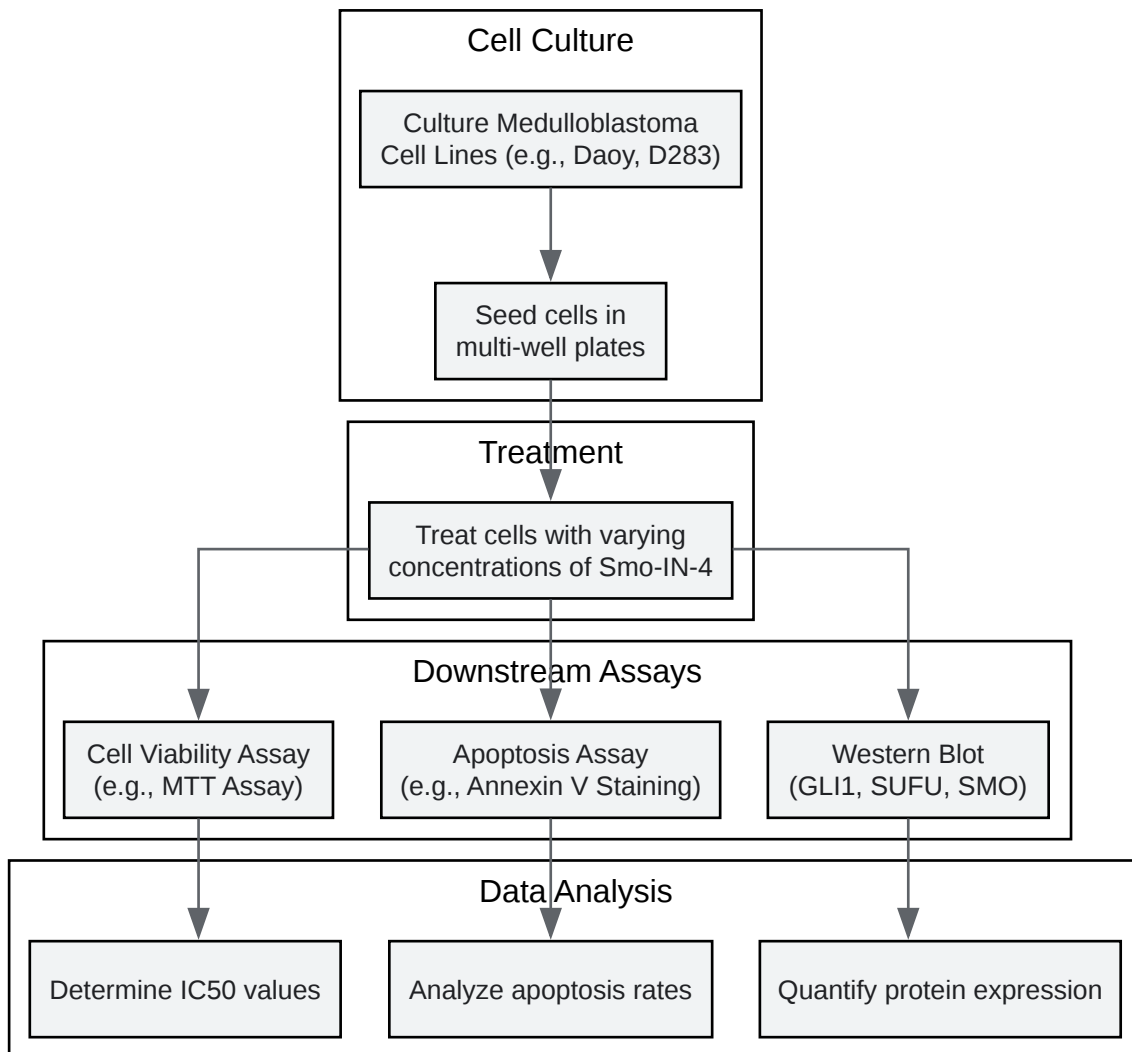 Cell Culture
Culture Medulloblastoma
Cell Lines (e.g., Daoy, D283)
Seed cells in
multi-well plates
Treatment
Treat cells with varying
concentrations of Smo-IN-4
Downstream Assays
Cell Viability Assay
(e.g., MTT Assay)
Apoptosis Assay
(e.g., Annexin V Staining)
Western Blot
(GLI1, SUFU, SMO)
Data Analysis
Determine IC50 values
Analyze apoptosis rates
Quantify protein expression